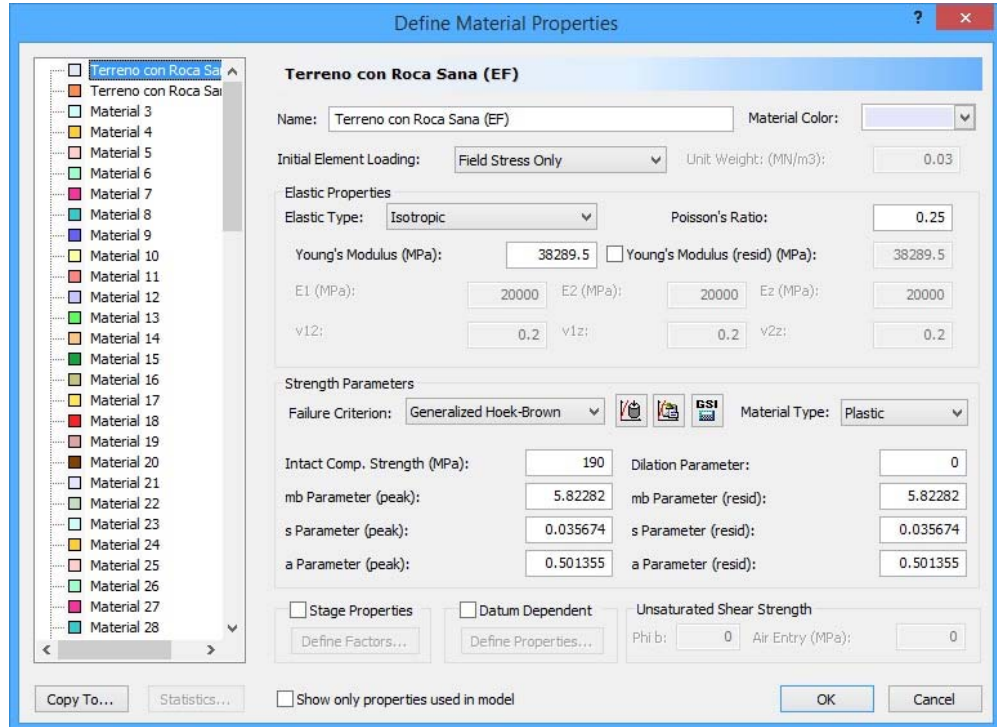 Define Material Properties
?
×
Terreno con Roca Sa
Terreno con Roca Sa
Material 3
Material 4
Material 5
Material 6
Material 7
Material 8
Material 9
Material 10
Material 11
Material 12
Material 13
Material 14
Material 15
Material 16
Material 17
Material 18
Material 19
Material 20
Material 21
Material 22
Material 23
Material 24
Material 25
Material 26
Material 27
Material 28
Copy To...
Statistics...
Terreno con Roca Sana (EF)
Name: Terreno con Roca Sana (EF) Material Color:
Initial Element Loading: Field Stress Only Unit Weight: (MN/m3): 0.03
Elastic Properties
Elastic Type: Isotropic Poisson's Ratio: 0.25
Young's Modulus (MPa): 38289.5 Young's Modulus (resid) (MPa): 38289.5
E1 (MPa): 20000 E2 (MPa): 20000 Ez (MPa): 20000
v12: 0.2 v1z: 0.2 v2z: 0.2
Strength Parameters
Failure Criterion: Generalized Hoek-Brown GSI Material Type: Plastic
Intact Comp. Strength (MPa): 190 Dilation Parameter: 0
mb Parameter (peak): 5.82282 mb Parameter (resid): 5.82282
s Parameter (peak): 0.035674 s Parameter (resid): 0.035674
a Parameter (peak): 0.501355 a Parameter (resid): 0.501355
Stage Properties Datum Dependent Unsaturated Shear Strength
Define Factors... Define Properties... Phi b: 0 Air Entry (MPa): 0
Show only properties used in model OK Cancel